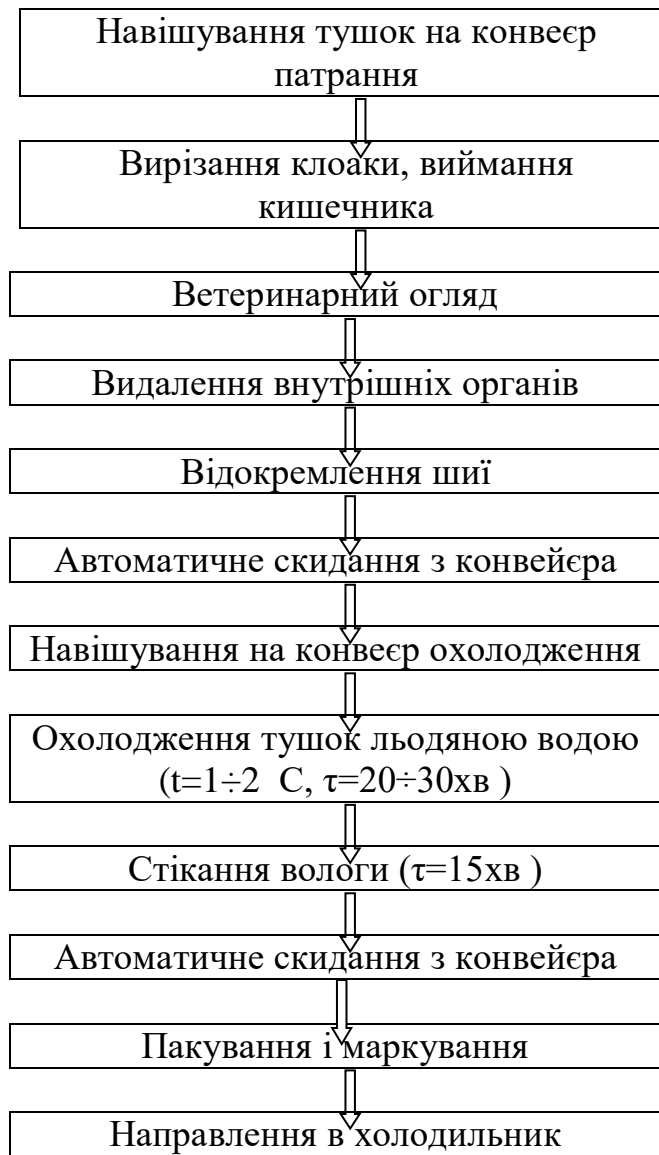 Навішування тушок на конвеєр
патрання
Вирізання клоаки, виймання
кишечника
Ветеринарний огляд
Видалення внутрішніх органів
Відокремлення шиї
Автоматичне скидання з конвейєра
Навішування на конвеєр охолодження
Охолодження тушок льодяною водою
(t=1÷2 С, τ=20÷30хв )
Стікання вологи (τ=15хв )
Автоматичне скидання з конвейєра
Пакування і маркування
Направлення в холодильник